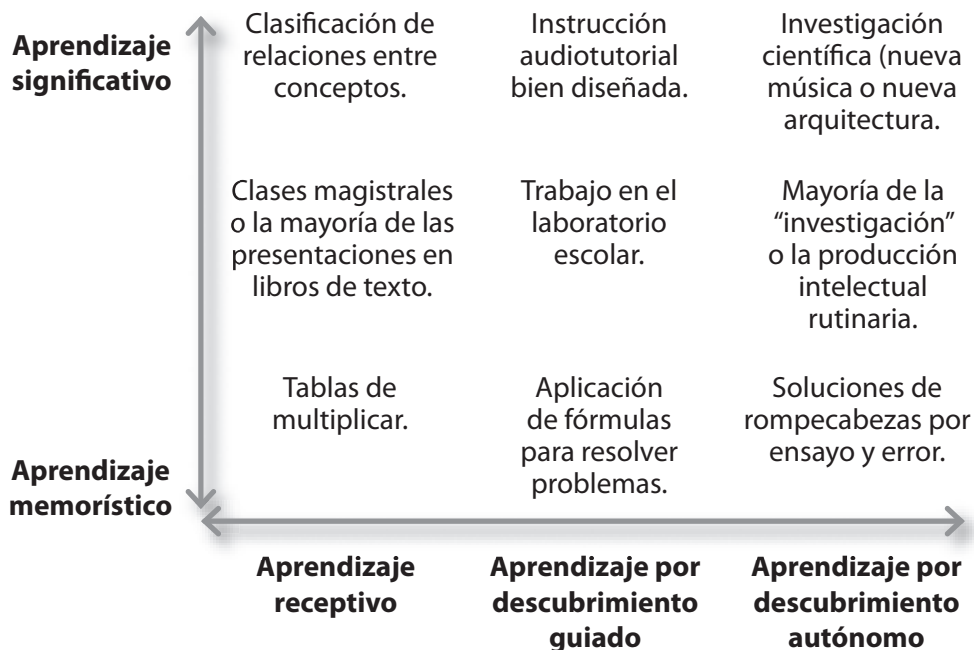 Aprendizaje
significativo
Clasificación de
relaciones entre
conceptos.
Instrucción
audiotutorial
bien diseñada.
Investigación
científica (nueva
música o nueva
arquitectura.
Clases magistrales
o la mayoría de las
presentaciones en
libros de texto.
Trabajo en el
laboratorio
escolar.
Mayoría de la
“investigación”
o la producción
intelectual
rutinaria.
Tablas de
multiplicar.
Aplicación
de fórmulas
para resolver
problemas.
Soluciones de
rompecabezas por
ensayo y error.
Aprendizaje
memorístico
Aprendizaje
receptivo
Aprendizaje por
descubrimiento
guiado
Aprendizaje por
descubrimiento
autónomo